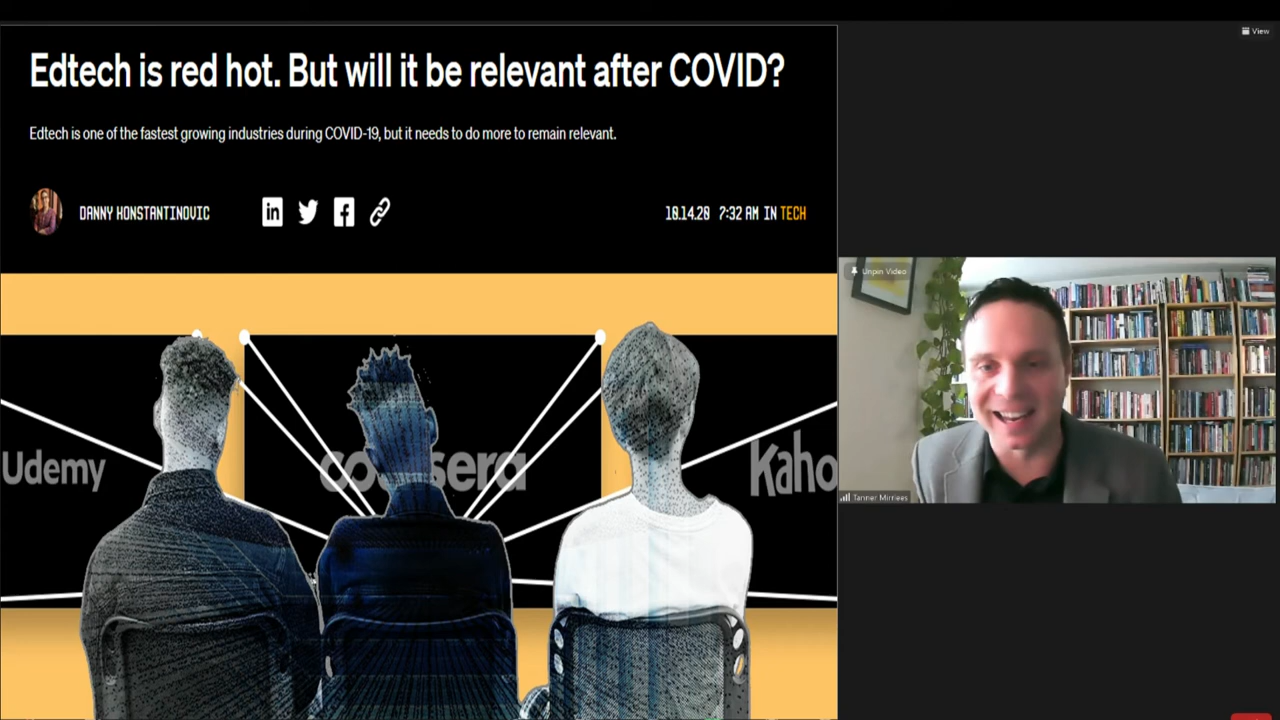 View
Edtech is red hot. But will it be relevant after COVID?
Edtech is one of the fastest growing industries during COVID-19, but it needs to do more to remain relevant.
DANNY KONSTANTINOVIC
in
10.14.20 7:32 AM IN TECH
Unpin Video
Udemy
coursera
Kaho
Tanner Mirrlees